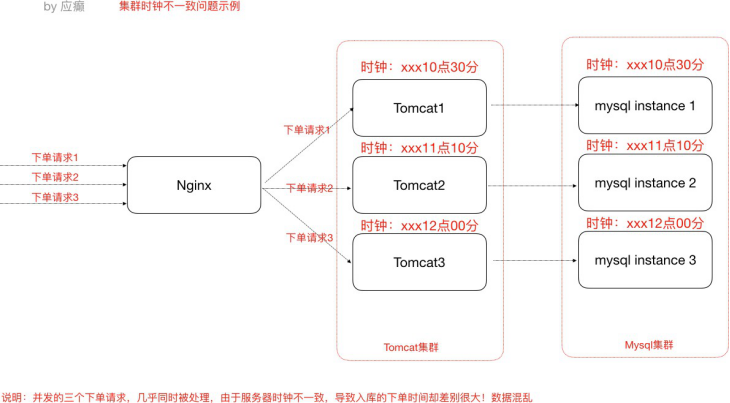 by 应癫
集群时钟不一致问题示例
时钟：xxx10点30分
时钟：xxx10点30分
Tomcat1
mysql instance 1
下单请求1
时钟：xxx11点10分
时钟：xxx11点10分
下单请求1
下单请求2
下单请求3
Nginx
下单请求2
Tomcat2
mysql instance 2
时钟：xxx12点00分
时钟：xxx12点00分
下单请求3
Tomcat3
mysql instance 3
Tomcat集群
Mysql集群
说明：并发的三个下单请求，几乎同时被处理，由于服务器时钟不一致，导致入库的下单时间却差别很大！数据混乱